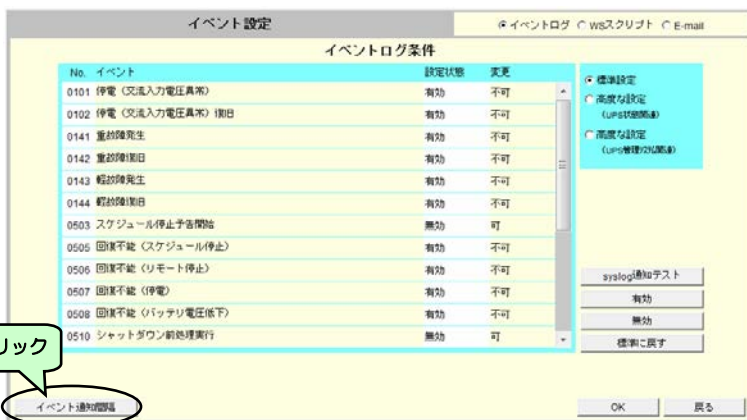 イベント設定
イベントログ WSスクリプト E-mail
イベントログ条件
No. イベント 設定状態 変更
0101 停電（交流入力電圧異常） 有効 不可
0102 停電（交流入力電圧異常）復旧 有効 不可
0141 重故障発生 有効 不可
0142 重故障復旧 有効 不可
0143 軽故障発生 有効 不可
0144 軽故障復旧 有効 不可
0503 スケジュール停止予告開始 無効 可
0505 回復不能（スケジュール停止） 有効 不可
0506 回復不能（リモート停止） 有効 不可
0507 回復不能（停電） 有効 不可
0508 回復不能（バッテリ電圧低下） 有効 不可
0510 シャットダウン前処理実行 無効 可
標準設定
高度な設定
（UPS状態関連）
高度な設定
（UPS管理ｼｽﾃﾑ関連）
syslog通知テスト
有効
無効
標準に戻す
リック
イベント通知間隔
OK 戻る